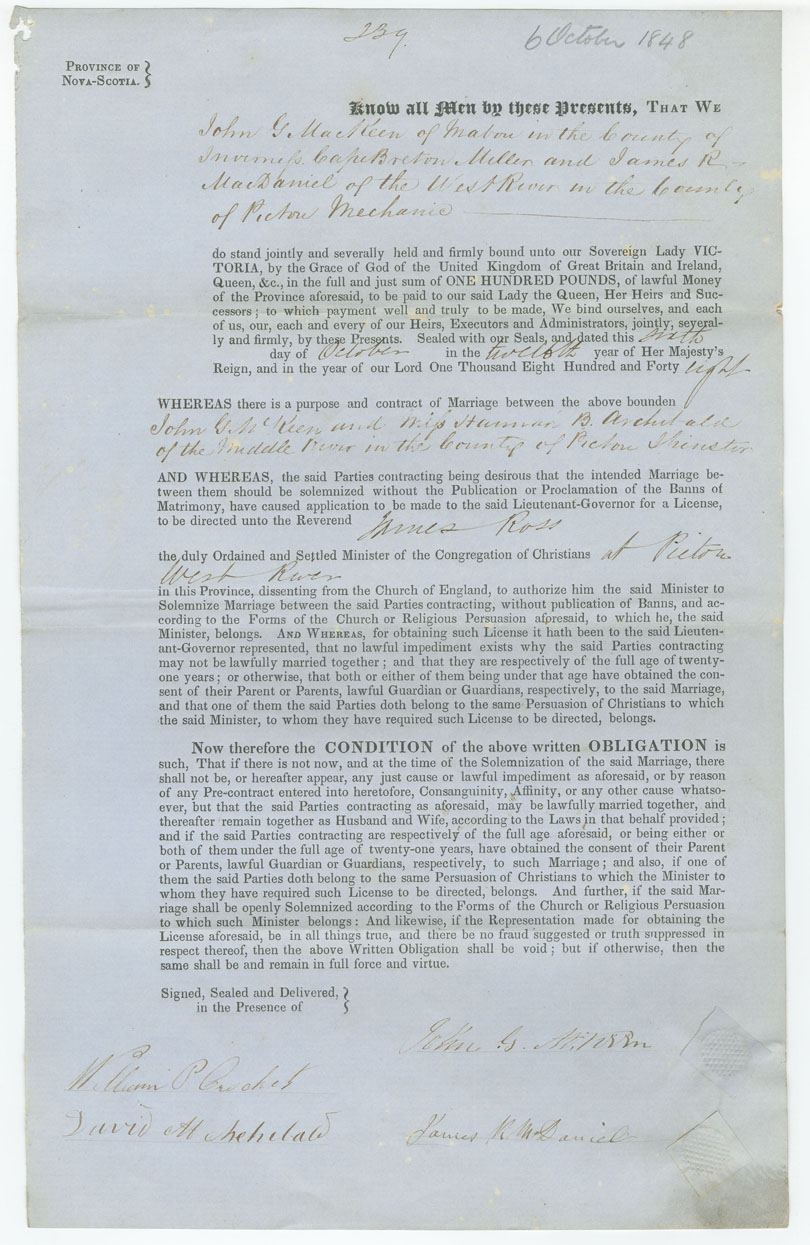 239.
6 October 1848
Province of
Nova-Scotia.
Know all Men by these Presents, That We
John G. MacKeen of Mabou in the County of
Inverness Cape Breton Miller and James R
MacDaniel of the West River in the County
of Pictou Mechanic
do stand jointly and severally held and firmly bound unto our Sovereign Lady VIC-
TORIA, by the Grace of God of the United Kingdom of Great Britain and Ireland,
Queen, &c., in the full and just sum of ONE HUNDRED POUNDS, of lawful Money
of the Province aforesaid, to be paid to our said Lady the Queen, Her Heirs and Suc-
cessors; to which payment well and truly to be made, We bind ourselves, and each
of us, our, each and every of our Heirs, Executors and Administrators, jointly, several-
ly and firmly, by these Presents. Sealed with our Seals, and dated this sixth
day of October in the twelfth year of Her Majesty's
Reign, and in the year of our Lord One Thousand Eight Hundred and Forty eight
WHEREAS there is a purpose and contract of Marriage between the above bounden
John G. McKeen and Miss Hannah B. Archibald
of the Middle River in the County of Pictou Spinster
AND WHEREAS, the said Parties contracting being desirous that the intended Marriage be-
tween them should be solemnized without the Publication or Proclamation of the Banns of
Matrimony, have caused application to be made to the said Lieutenant-Governor for a License,
to be directed unto the Reverend James Ross
the duly Ordained and Settled Minister of the Congregation of Christians at Pictou
West River
in this Province, dissenting from the Church of England, to authorize him the said Minister to
Solemnize Marriage between the said Parties contracting, without publication of Banns, and ac-
cording to the Forms of the Church or Religious Persuasion aforesaid, to which he, the said
Minister, belongs. And Whereas, for obtaining such License it hath been to the said Lieuten-
ant-Governor represented, that no lawful impediment exists why the said Parties contracting
may not be lawfully married together; and that they are respectively of the full age of twenty-
one years; or otherwise, that both or either of them being under that age have obtained the con-
sent of their Parent or Parents, lawful Guardian or Guardians, respectively, to the said Marriage,
and that one of them the said Parties doth belong to the same Persuasion of Christians to which
the said Minister, to whom they have required such License to be directed, belongs.
Now therefore the CONDITION of the above written OBLIGATION is
such, That if there is not now, and at the time of the Solemnization of the said Marriage, there
shall not be, or hereafter appear, any just cause or lawful impediment as aforesaid, or by reason
of any Pre-contract entered into heretofore, Consanguinity, Affinity, or any other cause whatso-
ever, but that the said Parties contracting as aforesaid, may be lawfully married together, and
thereafter remain together as Husband and Wife, according to the Laws in that behalf provided;
and if the said Parties contracting are respectively of the full age aforesaid, or being either or
both of them under the full age of twenty-one years, have obtained the consent of their Parent
or Parents, lawful Guardian or Guardians, respectively, to such Marriage; and also, if one of
them the said Parties doth belong to the same Persuasion of Christians to which the Minister to
whom they have required such License to be directed, belongs. And further, if the said Mar-
riage shall be openly Solemnized according to the Forms of the Church or Religious Persuasion
to which such Minister belongs: And likewise, if the Representation made for obtaining the
License aforesaid, be in all things true, and there be no fraud suggested or truth suppressed in
respect thereof, then the above Written Obligation shall be void; but if otherwise, then the
same shall be and remain in full force and virtue.
Signed, Sealed and Delivered,
in the Presence of
John G. McKeen
William P Crocket
David M Archibald
James R McDaniel